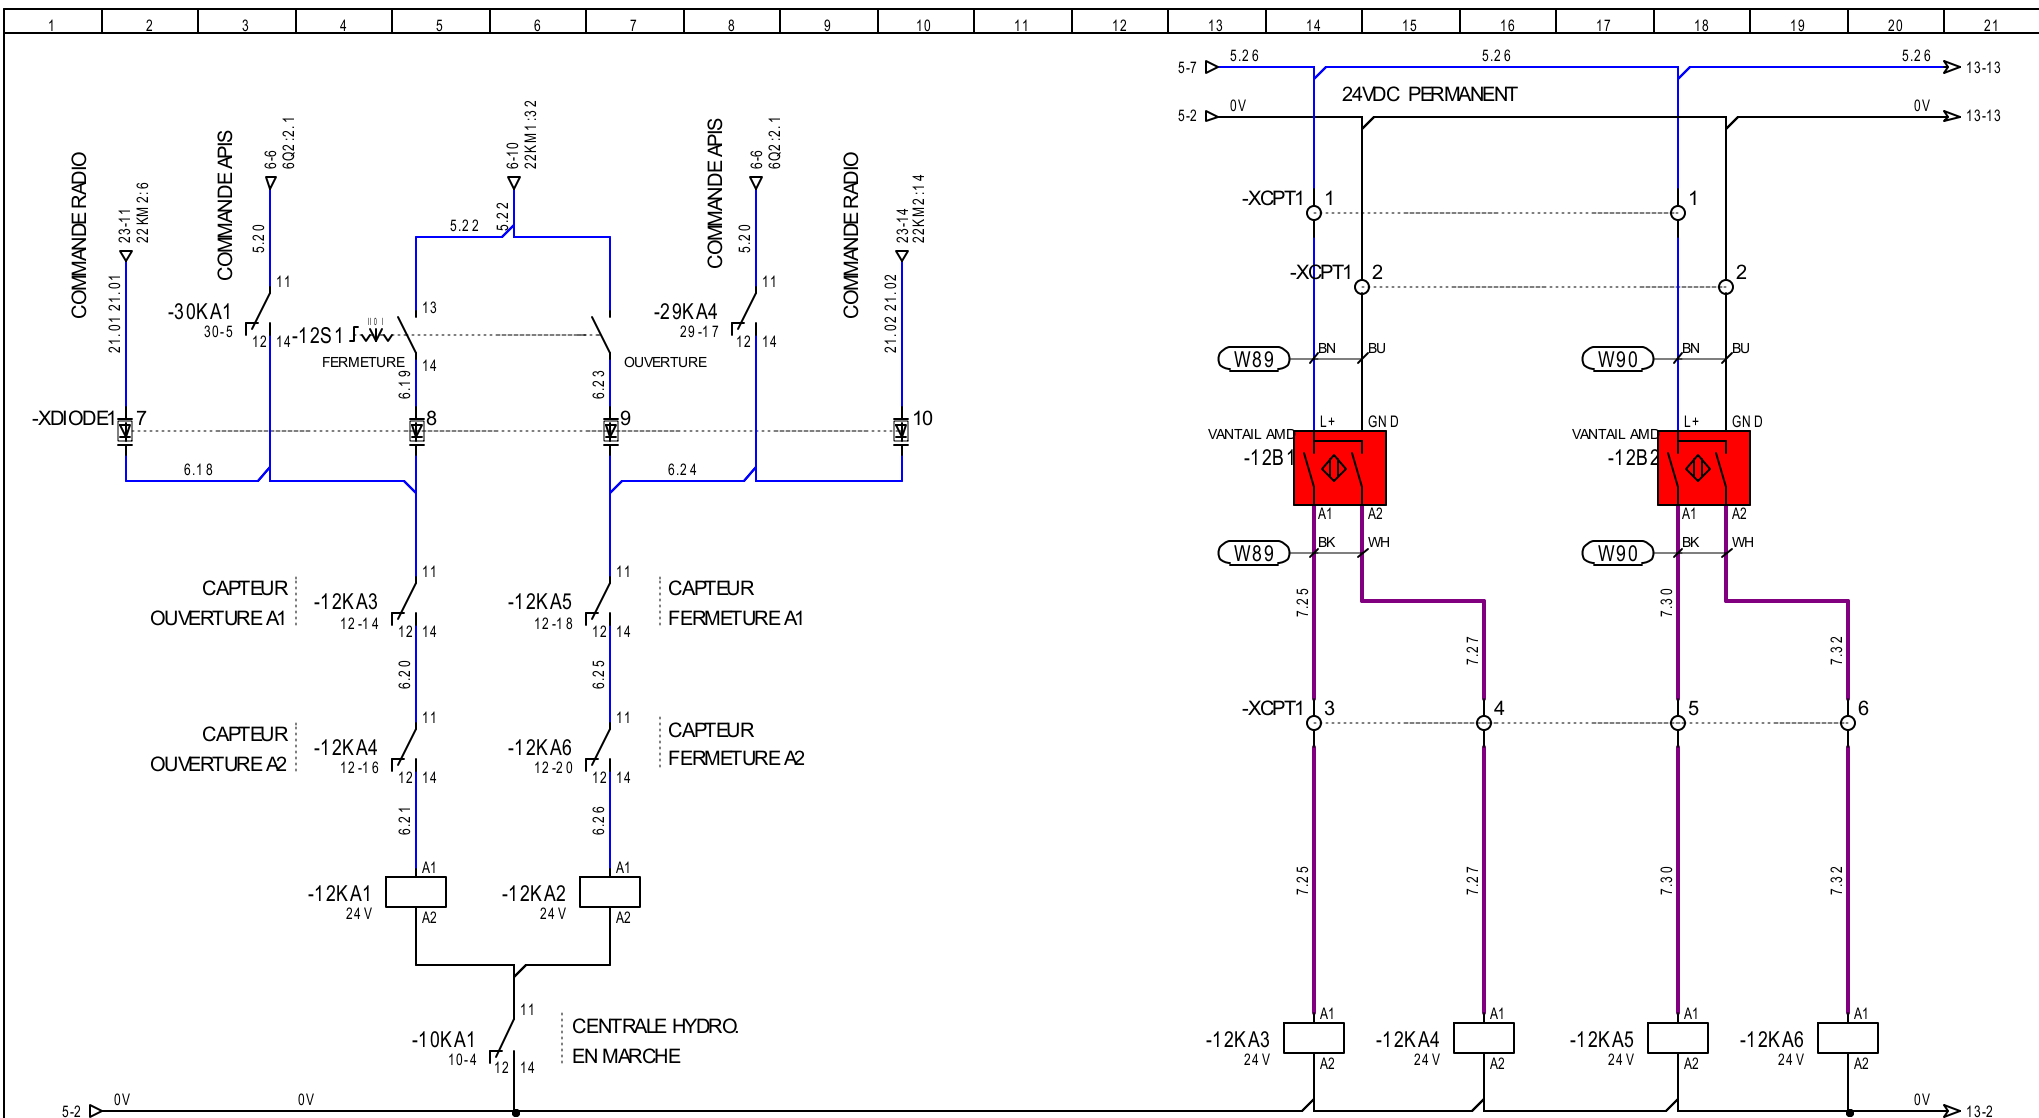 1 2 3 4 5 6 7 8 9 10 11 12 13 14 15 16 17 18 19 20 21
5-7 5.26 5.26 5.26 13-13
24VDC PERMANENT
5-2 0V 0V 13-13
COMMANDE RADIO
23-11
22KM2:6
21.01 21.01
COMMANDE APIS
6-6
6Q2:2.1
5.20
6-10
22KM1:32
5.22
5.22
COMMANDE APIS
6-6
6Q2:2.1
5.20
COMMANDE RADIO
23-14
22KM2:14
21.02 21.02
-XCPT1 1 1
-XCPT1 2 2
11
-30KA1
30-5
12 14
-12S1
13
FERMETURE
14
6.19
OUVERTURE
6.23
11
-29KA4
29-17
12 14
W89 BN BU
W90 BN BU
-XDIODE1 7 8 9 10
6.18 6.24
L+ GND
VANTAIL AMD
-12B1
A1 A2
L+ GND
VANTAIL AMD
-12B2
A1 A2
W89 BK WH
W90 BK WH
CAPTEUR
OUVERTURE A1
-12KA3
12-14
11
12 14
-12KA5
12-18
11
12 14
CAPTEUR
FERMETURE A1
7.25
7.27
7.30
7.32
6.20
6.25
CAPTEUR
OUVERTURE A2
-12KA4
12-16
11
12 14
-12KA6
12-20
11
12 14
CAPTEUR
FERMETURE A2
-XCPT1 3 4 5 6
6.21
6.26
7.25
7.27
7.30
7.32
-12KA1
24V
A1
A2
-12KA2
24V
A1
A2
-10KA1
10-4
11
12 14
CENTRALE HYDRO.
EN MARCHE
-12KA3
24V
A1
A2
-12KA4
24V
A1
A2
-12KA5
24V
A1
A2
-12KA6
24V
A1
A2
5-2 0V 0V 0V 13-2